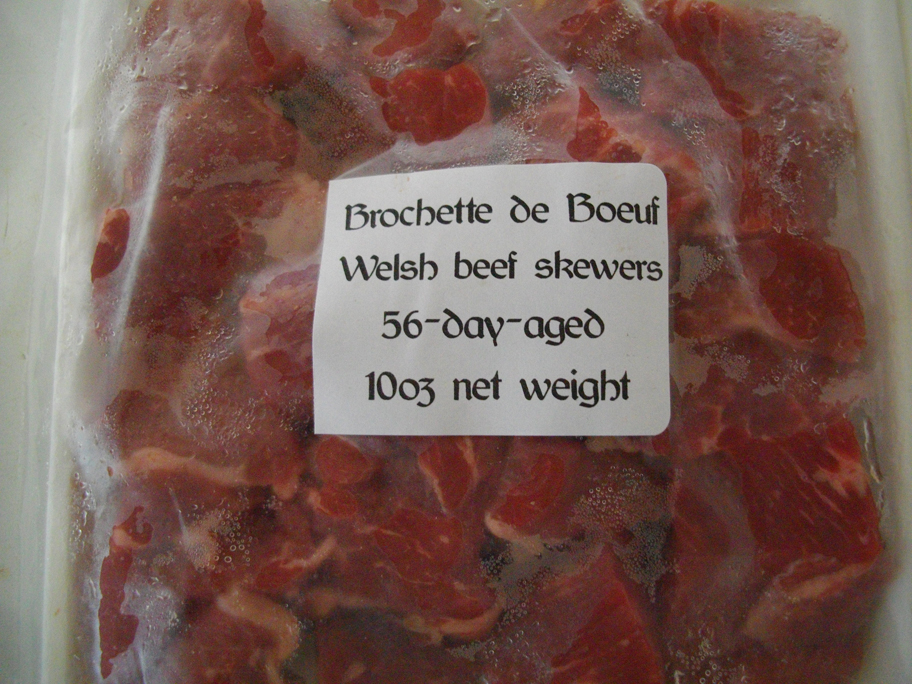 Brochette de Boeuf
Welsh beef skewers
56-day-aged
10oz net weight